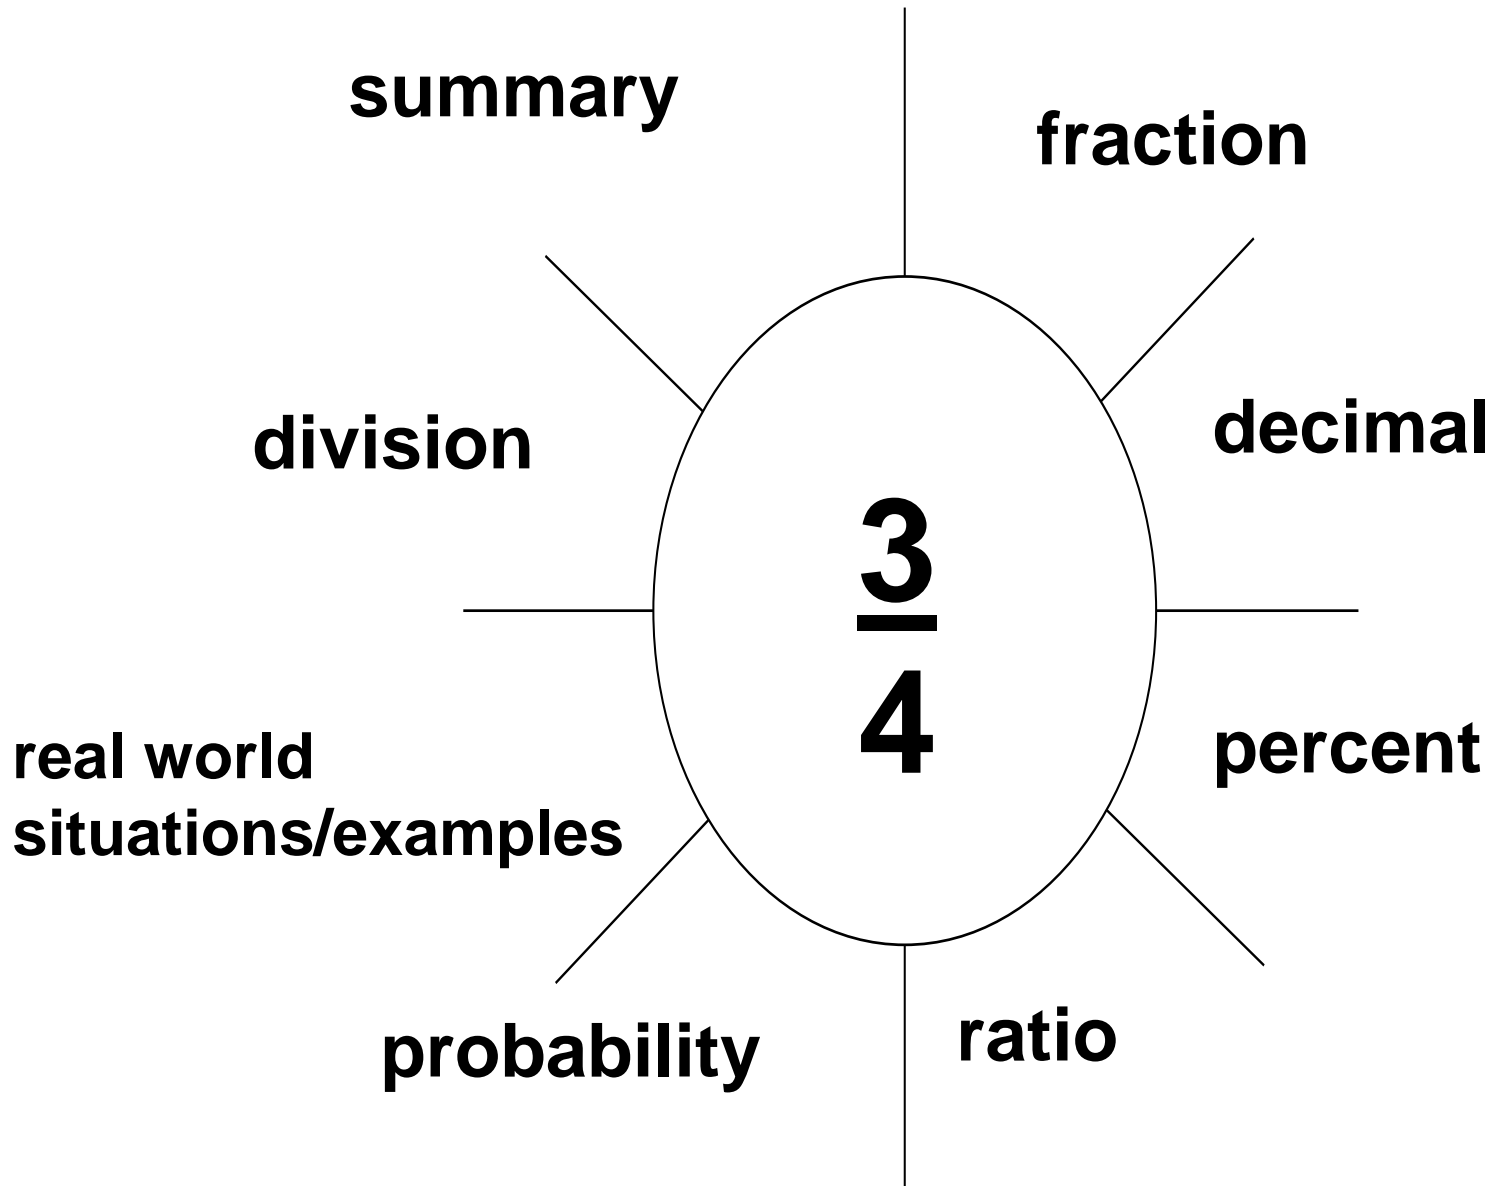 summary
fraction
division
decimal
3
4
real world
situations/examples
percent
probability
ratio